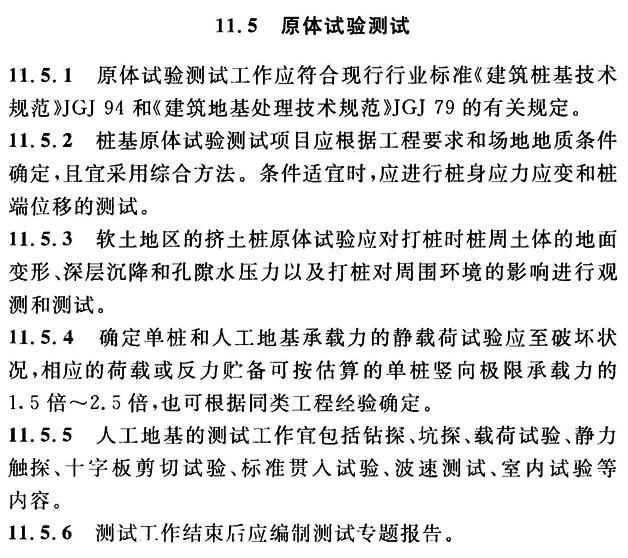 11.5 原体试验测试
11.5.1 原体试验测试工作应符合现行行业标准《建筑桩基技术
规范》JGJ 94 和《建筑地基处理技术规范》JGJ 79 的有关规定。
11.5.2 桩基原体试验测试项目应根据工程要求和场地地质条件
确定,且宜采用综合方法。条件适宜时,应进行桩身应力应变和桩
端位移的测试。
11.5.3 软土地区的挤土桩原体试验应对打桩时桩周土体的地面
变形、深层沉降和孔隙水压力以及打桩对周围环境的影响进行观
测和测试。
11.5.4 确定单桩和人工地基承载力的静载荷试验应至破坏状
况,相应的荷载或反力贮备可按估算的单桩竖向极限承载力的
1.5 倍～2.5 倍,也可根据同类工程经验确定。
11.5.5 人工地基的测试工作宜包括钻探、坑探、载荷试验、静力
触探、十字板剪切试验、标准贯入试验、波速测试、室内试验等
内容。
11.5.6 测试工作结束后应编制测试专题报告。